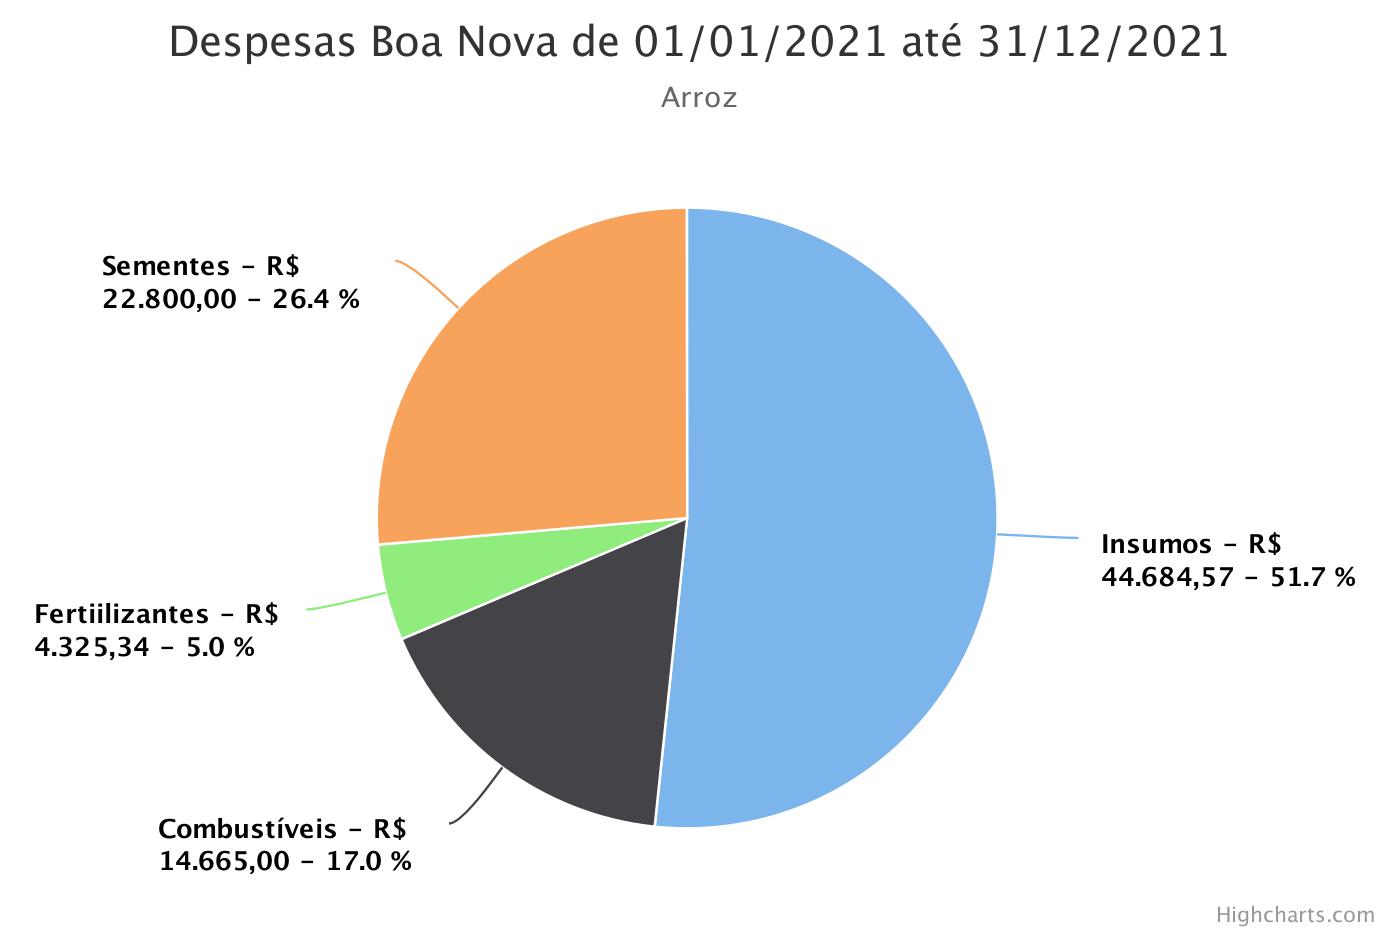 Despesas Boa Nova de 01/01/2021 até 31/12/2021
Arroz
Sementes - R$
22.800,00 - 26.4 %
Insumos - R$
44.684,57 - 51.7 %
Fertiilizantes - R$
4.325,34 - 5.0 %
Combustíveis - R$
14.665,00 - 17.0 %
Highcharts.com